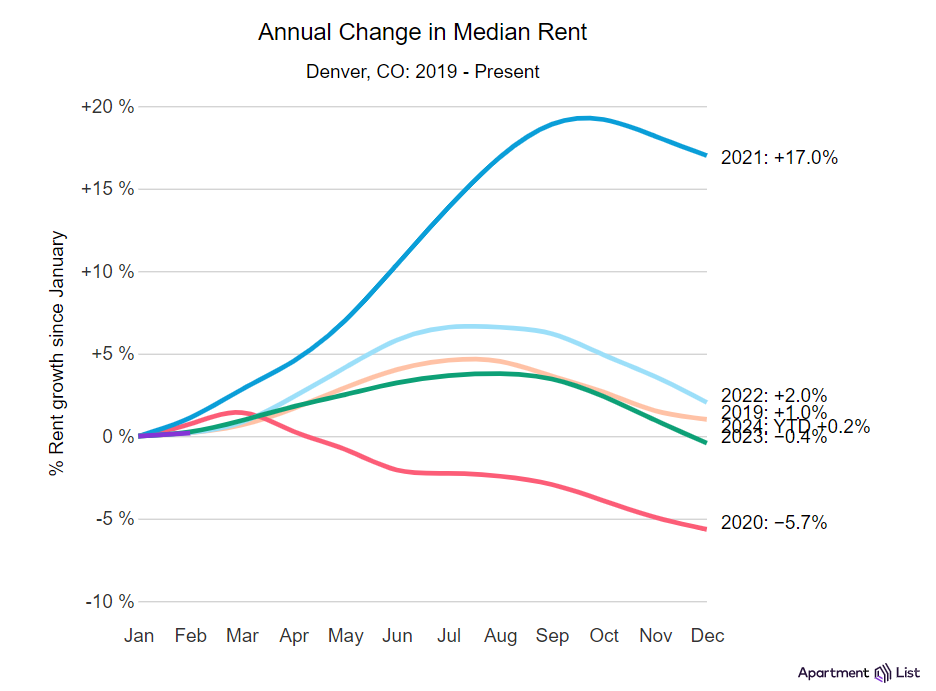 Annual Change in Median Rent
Denver, CO: 2019 - Present
% Rent growth since January
+20 %
+15 %
+10 %
+5 %
0 %
-5 %
-10 %
2021: +17.0%
2022: +2.0%
2019: +1.0%
2024: YTD +0.2%
2023: −0.4%
2020: −5.7%
Jan Feb Mar Apr May Jun Jul Aug Sep Oct Nov Dec
Apartment List